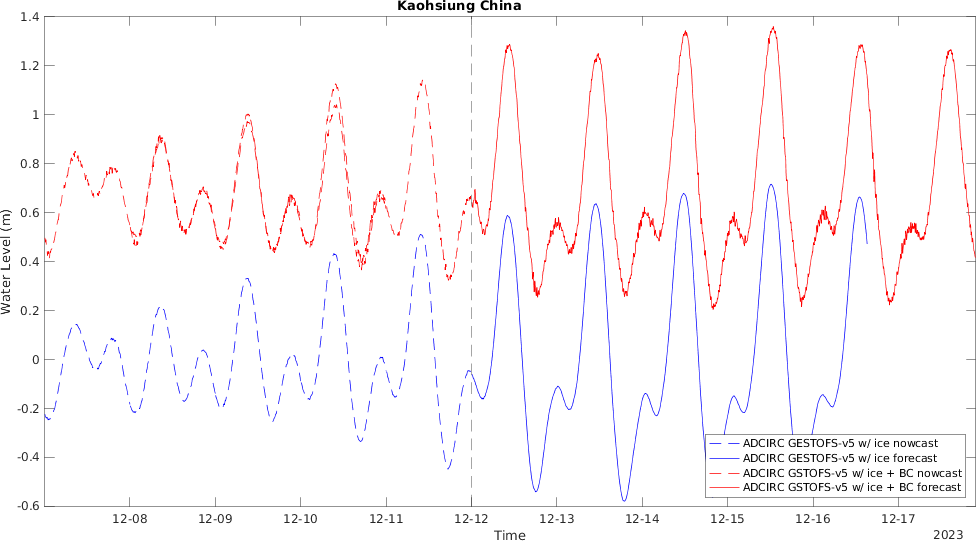 Kaohsiung China
1.4
1.2
1
0.8
0.6
0.4
0.2
0
-0.2
-0.4
-0.6
Water Level (m)
ADCIRC GESTOFS-v5 w/ ice nowcast
ADCIRC GESTOFS-v5 w/ ice forecast
ADCIRC GSTOFS-v5 w/ ice + BC nowcast
ADCIRC GSTOFS-v5 w/ ice + BC forecast
12-08 12-09 12-10 12-11 12-12 12-13 12-14 12-15 12-16 12-17
Time
2023